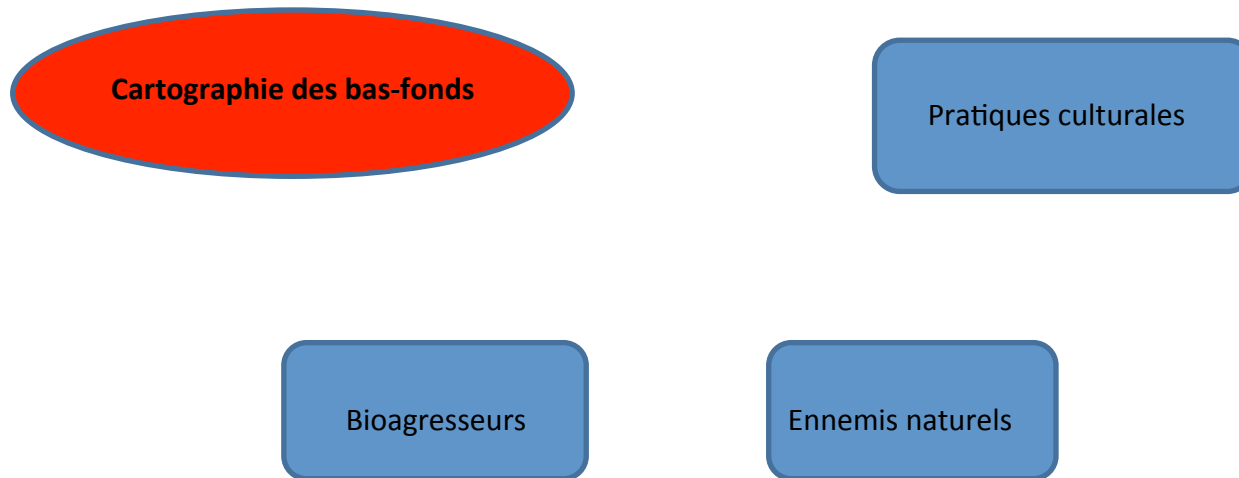 Cartographie des bas-fonds
Pratiques culturales
Bioagresseurs
Ennemis naturels